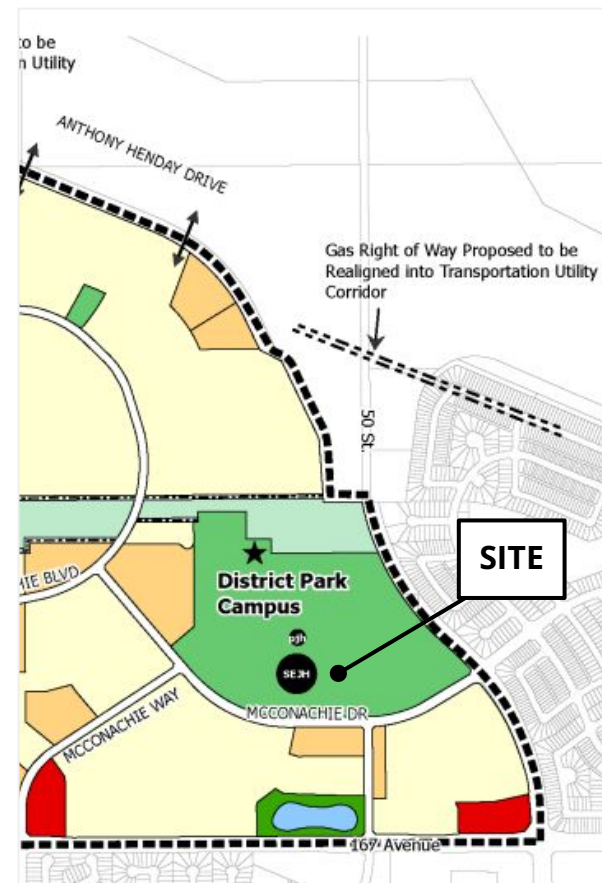 to be
n Utility
ANTHONY HENDAY DRIVE
Gas Right of Way Proposed to be
Realigned into Transportation Utility
Corridor
50 St.
SITE
District Park
Campus
HIE BLVD
pjh
SEJH
MCCONACHIE DR
MCCONACHIE WAY
167 Avenue